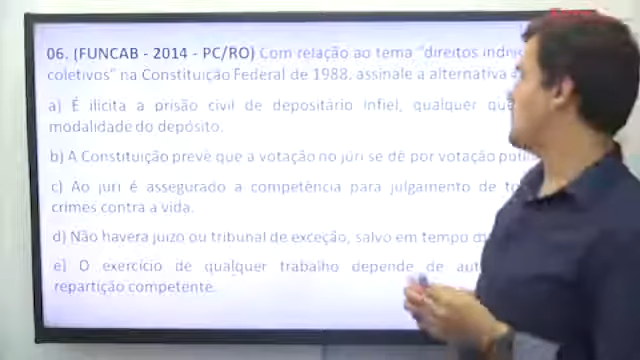 06. (FUNCAB - 2014 - PC/RO) Com relação ao tema "direitos
coletivos" na Constituição Federal de 1988, assinale a alternativa
a) É ilícita a prisão civil de depositário infiel, qualquer
modalidade do depósito.
b) A Constituição prevê que a votação no júri se dê por votação
c) Ao júri é assegurado a competência para julgamento de
crimes contra a vida.
d) Não haverá juízo ou tribunal de exceção, salvo em tempo
e) O exercício de qualquer trabalho depende de
repartição competente.